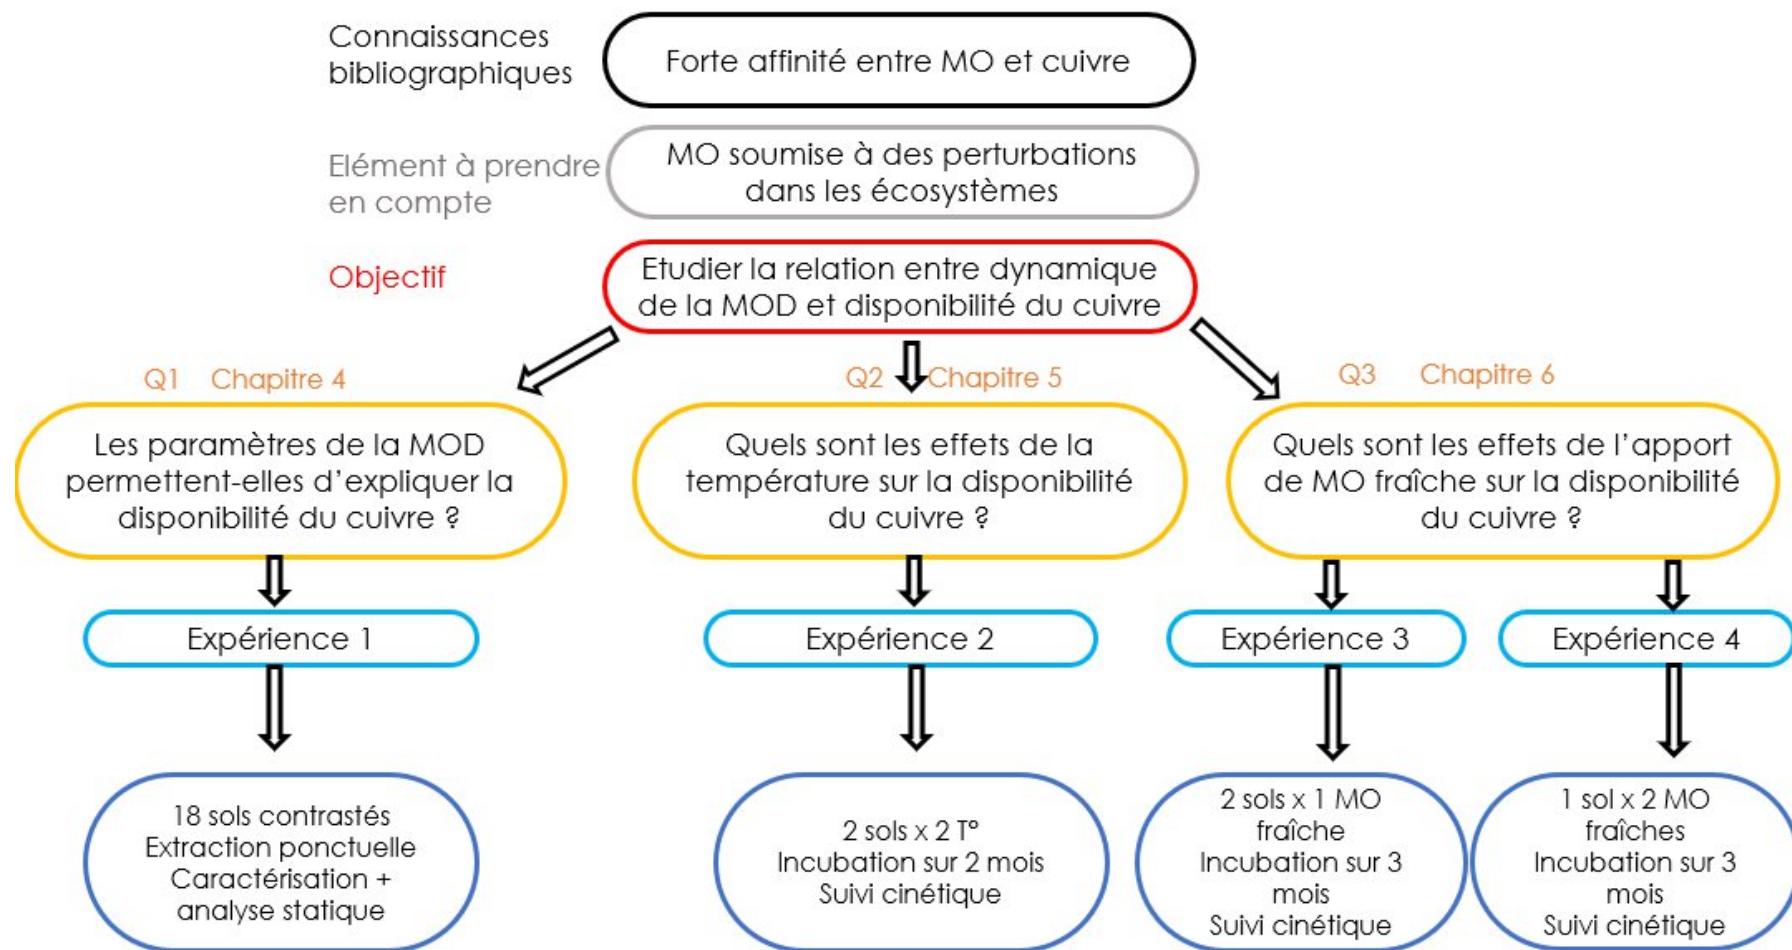 Connaissances
bibliographiques
Forte affinité entre MO et cuivre
Elément à prendre
en compte
MO soumise à des perturbations
dans les écosystèmes
Objectif
Etudier la relation entre dynamique
de la MOD et disponibilité du cuivre
Q1 Chapitre 4
Q2 Chapitre 5
Q3 Chapitre 6
Les paramètres de la MOD
permettent-elles d'expliquer la
disponibilité du cuivre ?
Quels sont les effets de la
température sur la disponibilité
du cuivre ?
Quels sont les effets de l'apport
de MO fraîche sur la disponibilité
du cuivre ?
Expérience 1
Expérience 2
Expérience 3
Expérience 4
18 sols contrastés
Extraction ponctuelle
Caractérisation +
analyse statique
2 sols x 2 T°
Incubation sur 2 mois
Suivi cinétique
2 sols x 1 MO
fraîche
Incubation sur 3
mois
Suivi cinétique
1 sol x 2 MO
fraîches
Incubation sur 3
mois
Suivi cinétique